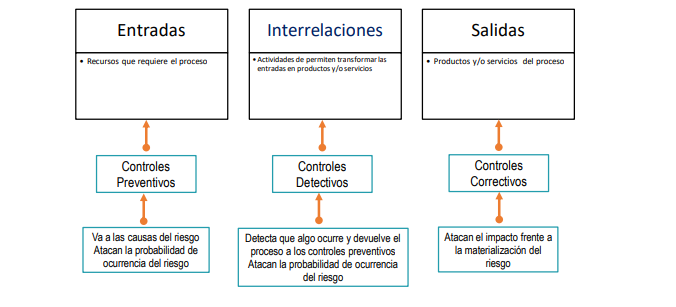 Entradas
• Recursos que requiere el proceso
Interrelaciones
• Actividades de permiten transformar las
entradas en productos y/o servicios
Salidas
• Productos y/o servicios del proceso
Controles
Preventivos
Controles
Detectivos
Controles
Correctivos
Va a las causas del riesgo
Atacan la probabilidad de
ocurrencia del riesgo
Detecta que algo ocurre y devuelve el
proceso a los controles preventivos
Atacan la probabilidad de ocurrencia
del riesgo
Atacan el impacto frente a
la materialización del
riesgo